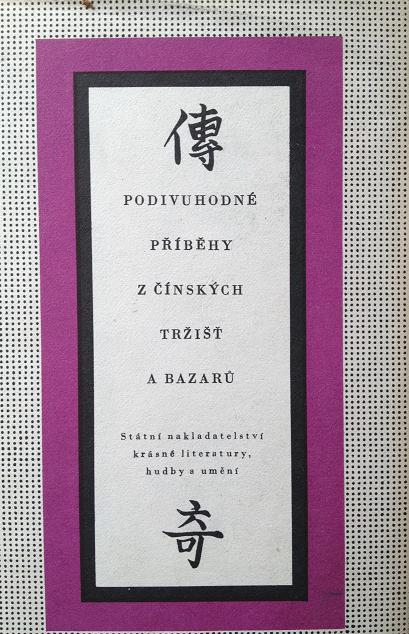 傳
PODIVUHODNÉ
PŘÍBĚHY
Z ČÍNSKÝCH
TRŽIŠŤ
A BAZARŮ
Státní nakladatelství
krásné literatury,
hudby a umění
奇